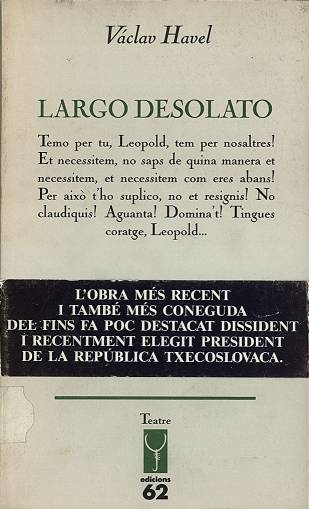 Václav Havel
LARGO DESOLATO
Temo per tu, Leopold, tem per nosaltres!
Et necessitem, no saps de quina manera et
necessitem, et necessitem com eres abans!
Per això t'ho suplico, no et resignis! No
claudiquis! Aguanta! Domina't! Tingues
coratge, Leopold...
L'OBRA MÉS RECENT
I TAMBÉ MÉS CONEGUDA
DEL FINS FA POC DESTACAT DISSIDENT
I RECENTMENT ELEGIT PRESIDENT
DE LA REPÚBLICA TXECOSLOVACA.
Teatre
edicions
62